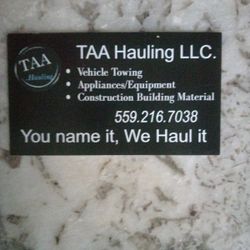 TAA
Hauling
TAA Hauling LLC.
• Vehicle Towing
• Appliances/Equipment
• Construction Building Material
559.216.7038
You name it, We Haul it